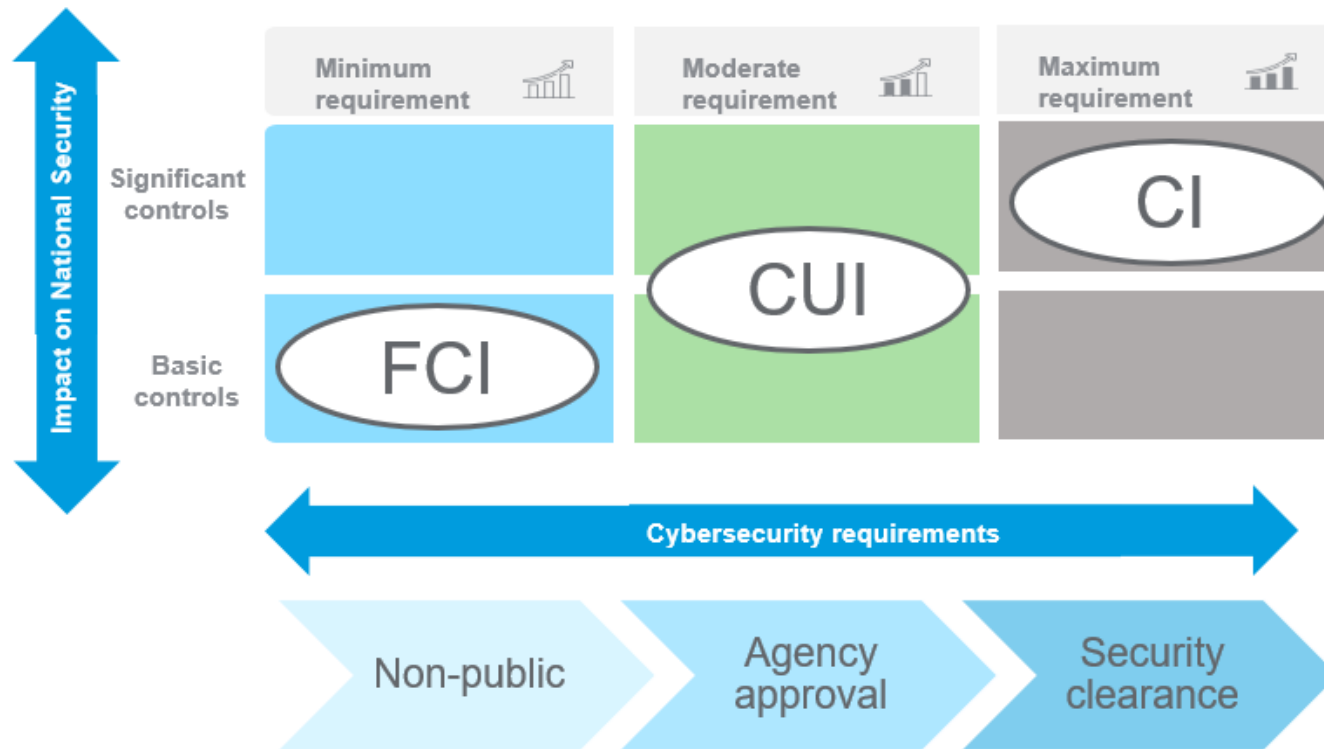 Minimum
requirement
Moderate
requirement
Maximum
requirement
Impact on National Security
Significant
controls
CI
CUI
Basic
controls
FCI
Cybersecurity requirements
Non-public
Agency
approval
Security
clearance